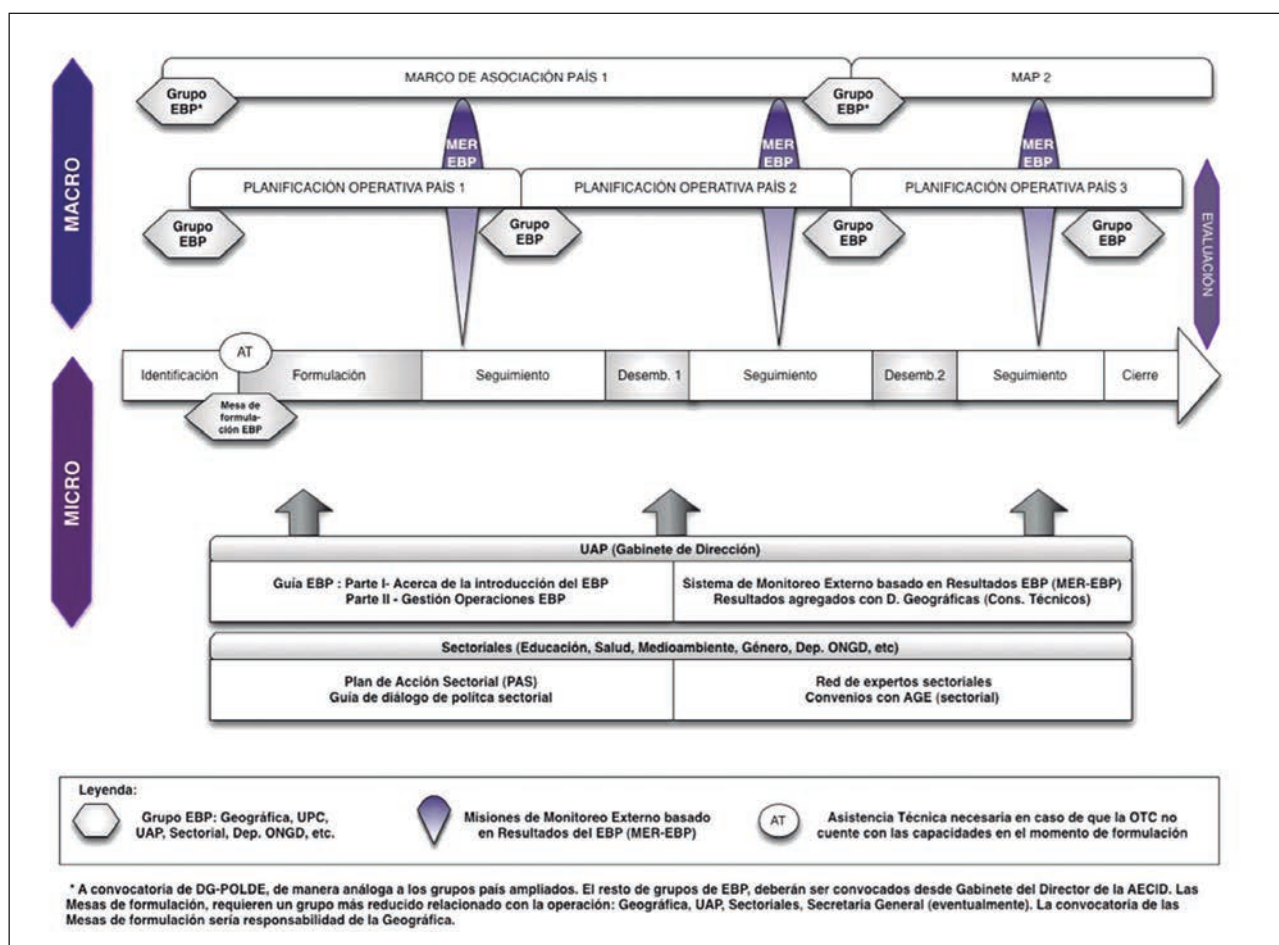 MACRO
MICRO
EVALUACIÓN
MARCO DE ASOCIACIÓN PAÍS 1
MAP 2
Grupo
EBP*
Grupo
EBP*
MER
EBP
MER
EBP
MER
EBP
PLANIFICACIÓN OPERATIVA PAÍS 1
PLANIFICACIÓN OPERATIVA PAÍS 2
PLANIFICACIÓN OPERATIVA PAÍS 3
Grupo
EBP
Grupo
EBP
Grupo
EBP
Grupo
EBP
AT
Identificación
Formulación
Seguimiento
Desemb. 1
Seguimiento
Desemb.2
Seguimiento
Cierre
Mesa de
formula-
ción EBP
UAP (Gabinete de Dirección)
Guía EBP : Parte I- Acerca de la introducción del EBP
Parte II - Gestión Operaciones EBP
Sistema de Monitoreo Externo basado en Resultados EBP (MER-EBP)
Resultados agregados con D. Geográficas (Cons. Técnicos)
Sectoriales (Educación, Salud, Medioambiente, Género, Dep. ONGD, etc)
Plan de Acción Sectorial (PAS)
Guía de diálogo de polítca sectorial
Red de expertos sectoriales
Convenios con AGE (sectorial)
Leyenda:
Grupo EBP: Geográfica, UPC,
UAP, Sectorial, Dep. ONGD, etc.
Misiones de Monitoreo Externo basado
en Resultados del EBP (MER-EBP)
AT
Asistencia Técnica necesaria en caso de que la OTC no
cuente con las capacidades en el momento de formulación
* A convocatoria de DG-POLDE, de manera análoga a los grupos país ampliados. El resto de grupos de EBP, deberán ser convocados desde Gabinete del Director de la AECID. Las
Mesas de formulación, requieren un grupo más reducido relacionado con la operación: Geográfica, UAP, Sectoriales, Secretaria General (eventualmente). La convocatoria de las
Mesas de formulación sería responsabilidad de la Geográfica.